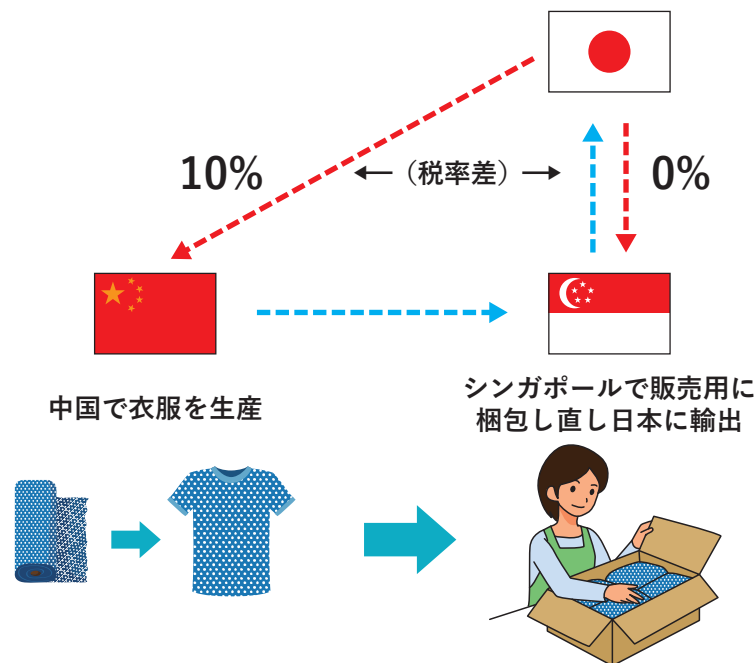 10%
（税率差）
0%
中国で衣服を生産
シンガポールで販売用に
梱包し直し日本に輸出